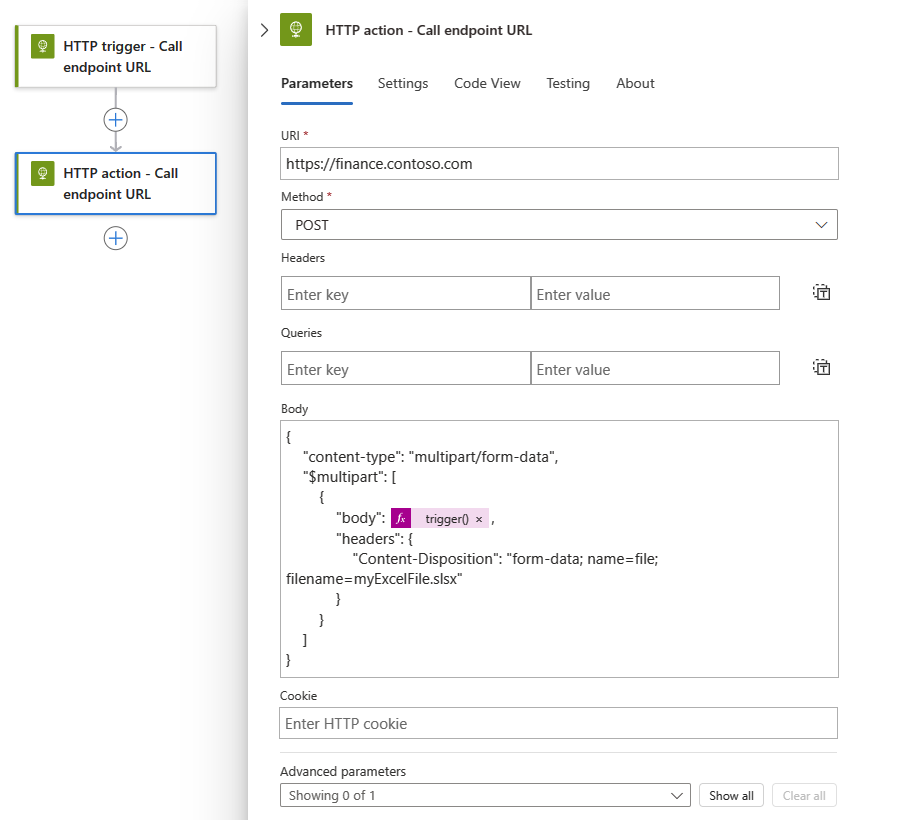 HTTP trigger - Call
endpoint URL
HTTP action - Call
endpoint URL
HTTP action - Call endpoint URL
Parameters Settings Code View Testing About
URI *
https://finance.contoso.com
Method *
POST
Headers
Enter key Enter value
Queries
Enter key Enter value
Body
{
"content-type": "multipart/form-data",
"$multipart": [
{
"body": fx trigger() × ,
"headers": {
"Content-Disposition": "form-data; name=file;
filename=myExcelFile.slsx"
}
}
]
}
Cookie
Enter HTTP cookie
Advanced parameters
Showing 0 of 1 Show all Clear all